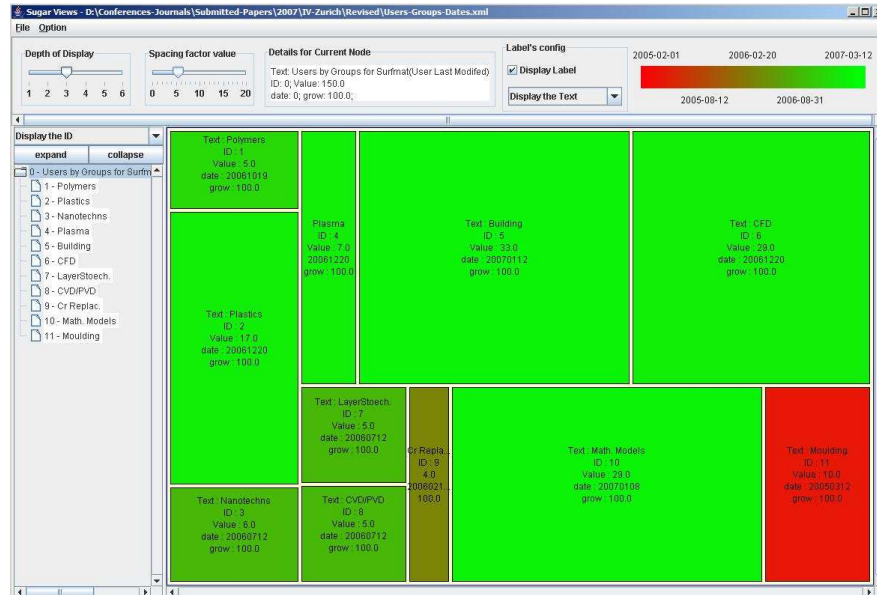 Sugar Views - D:\Conferences-Journals\Submitted-Papers\2007\IV-Zurich\Revised\Users-Groups-Dates.xml
File Option
Depth of Display
1 2 3 4 5 6
Spacing factor value
0 5 10 15 20
Details for Current Node
Text: Users by Groups for Surfmat(User Last Modifed)
ID: 0; Value: 150.0
date: 0; grow: 100.0;
Label's config
Display Label
Display the Text
2005-02-01 2006-02-20 2007-03-12
2005-08-12 2006-08-31
Display the ID
expand collapse
0 - Users by Groups for Surfm
1 - Polymers
2 - Plastics
3 - Nanotechns
4 - Plasma
5 - Building
6 - CFD
7 - LayerStoech.
8 - CVD/PVD
9 - Cr Replac.
10 - Math. Models
11 - Moulding
Text : Polymers
ID : 1
Value : 5.0
date : 20061019
grow : 100.0
Text : Plastics
ID : 2
Value : 17.0
date : 20061220
grow : 100.0
Text : Nanotechns
ID : 3
Value : 6.0
date : 20060712
grow : 100.0
Plasma
ID : 4
Value : 7.0
20061220
grow : 100.0
Text : Building
ID : 5
Value : 33.0
date : 20070112
grow : 100.0
Text : CFD
ID : 6
Value : 29.0
date : 20061220
grow : 100.0
Text : LayerStoech.
ID : 7
Value : 5.0
date : 20060712
grow : 100.0
Text : CVD/PVD
ID : 8
Value : 5.0
date : 20060712
grow : 100.0
Cr Repla...
ID : 9
4.0
2006021...
100.0
Text : Math. Models
ID : 10
Value : 29.0
date : 20070108
grow : 100.0
Text : Moulding
ID : 11
Value : 10.0
date : 20050312
grow : 100.0